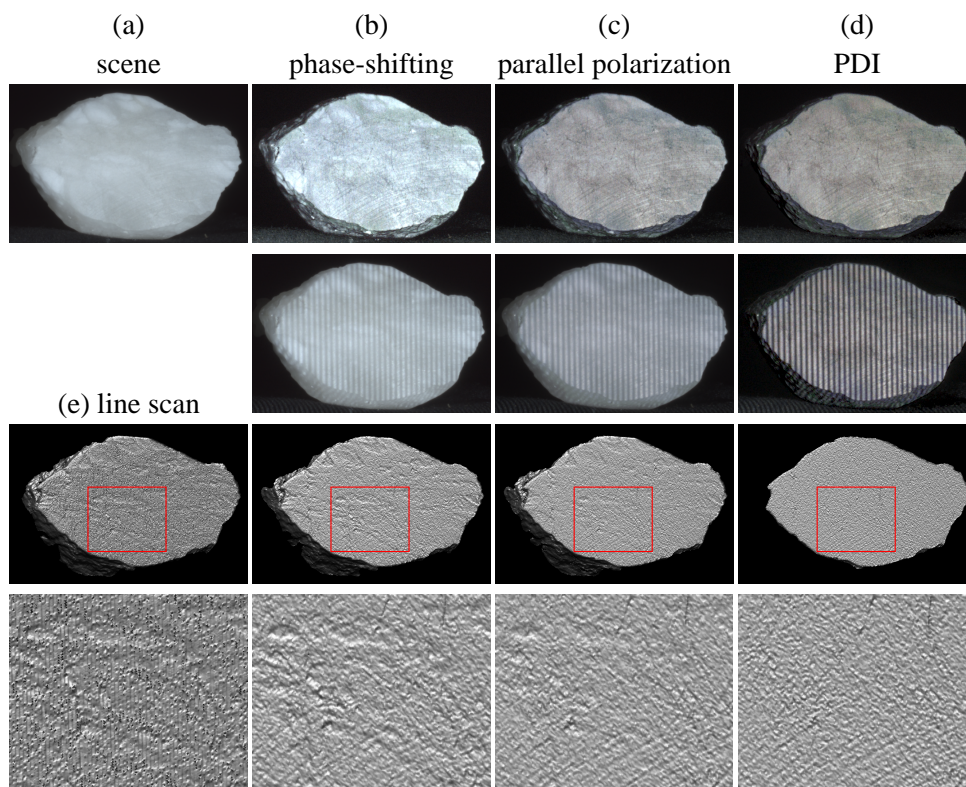 (a)
scene
(b)
phase-shifting
(c)
parallel polarization
(d)
PDI
(e) line scan